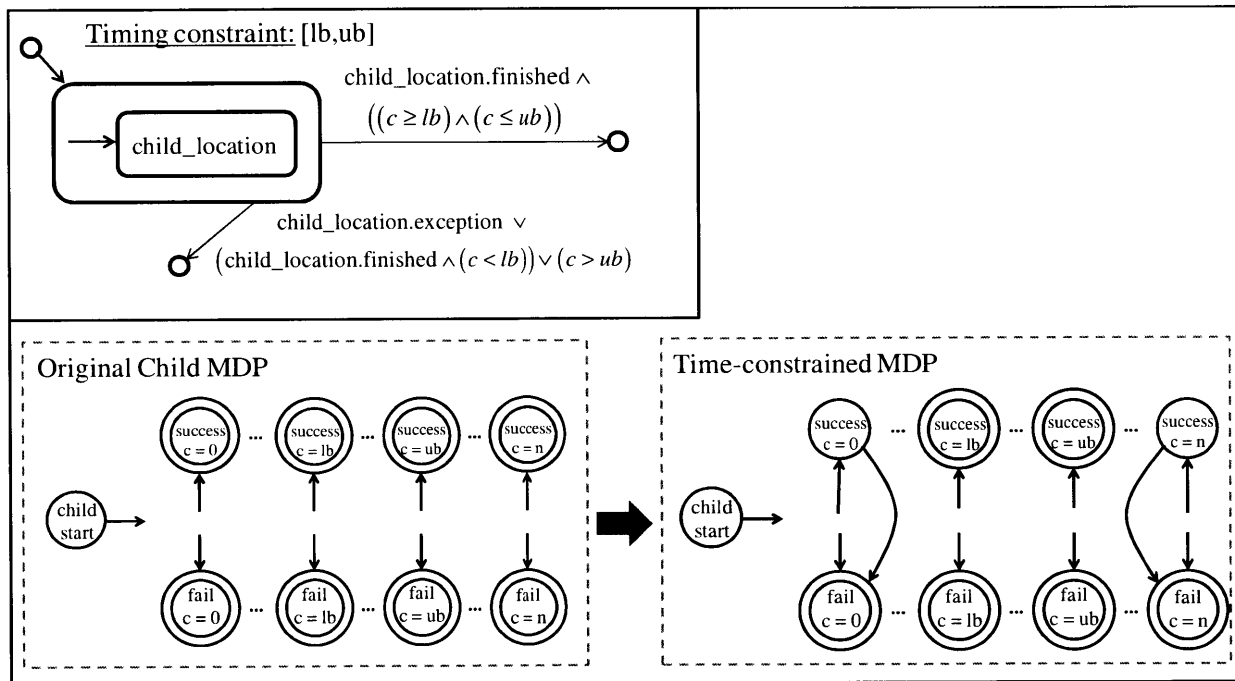 Timing constraint: [lb,ub]
child_location.finished ∧
((c ≥ lb) ∧ (c ≤ ub))
child_location
child_location.exception ∨
(child_location.finished ∧ (c < lb)) ∨ (c > ub)
Original Child MDP
success
c = 0
...
success
c = lb
...
success
c = ub
...
success
c = n
child
start
fail
c = 0
...
fail
c = lb
...
fail
c = ub
...
fail
c = n
Time-constrained MDP
success
c = 0
...
success
c = lb
...
success
c = ub
...
success
c = n
child
start
fail
c = 0
...
fail
c = lb
...
fail
c = ub
...
fail
c = n